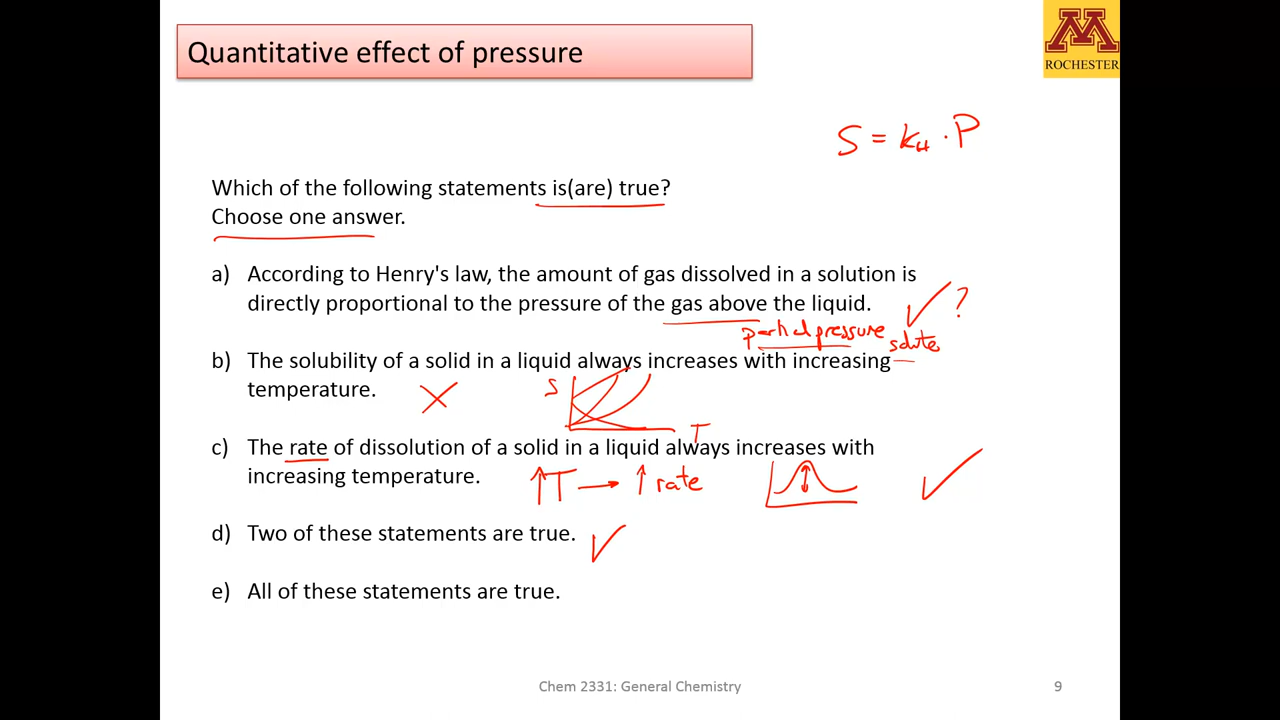 Quantitative effect of pressure
M
ROCHESTER
S = kH · P
Which of the following statements is(are) true?
Choose one answer.
a) According to Henry's law, the amount of gas dissolved in a solution is
directly proportional to the pressure of the gas above the liquid.
?
partial pressure
solutes
b) The solubility of a solid in a liquid always increases with increasing
temperature.
S
T
c) The rate of dissolution of a solid in a liquid always increases with
increasing temperature.
↑T → ↑ rate
d) Two of these statements are true.
e) All of these statements are true.
Chem 2331: General Chemistry
9